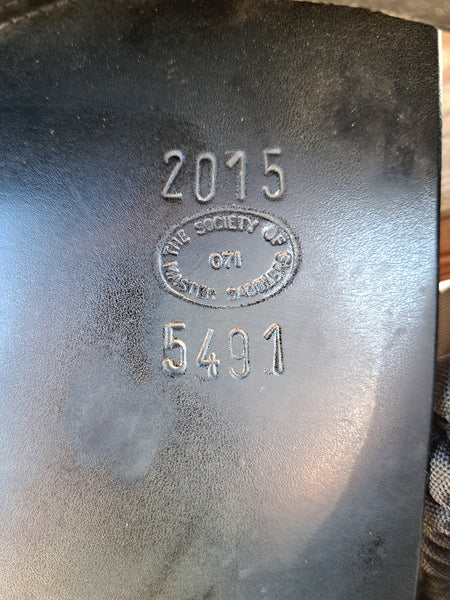 2015
THE SOCIETY OF
071
MASTER SADDLERS
5491